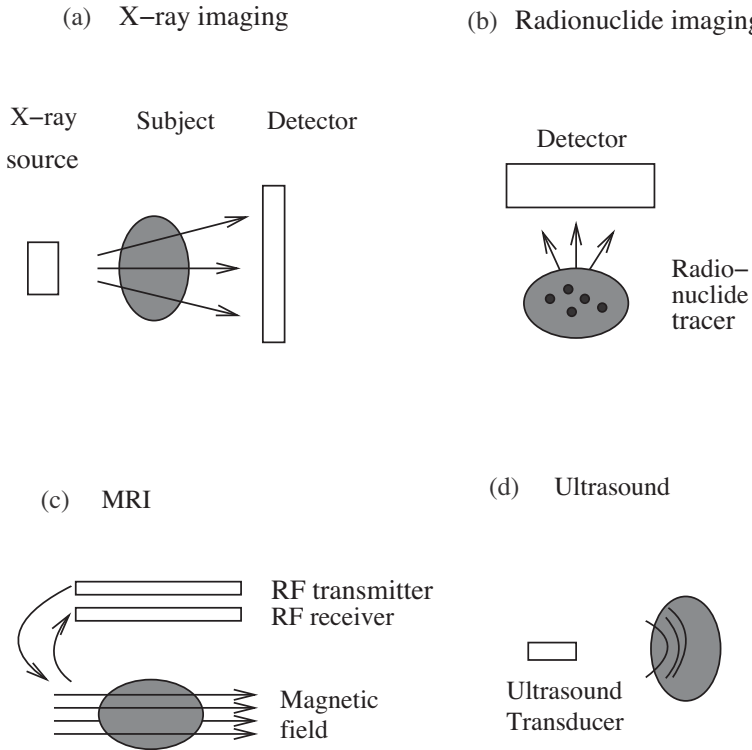 (a) X−ray imaging
X−ray
source
Subject
Detector
(b) Radionuclide imaging
Detector
Radio−
nuclide
tracer
(c) MRI
RF transmitter
RF receiver
Magnetic
field
(d) Ultrasound
Ultrasound
Transducer